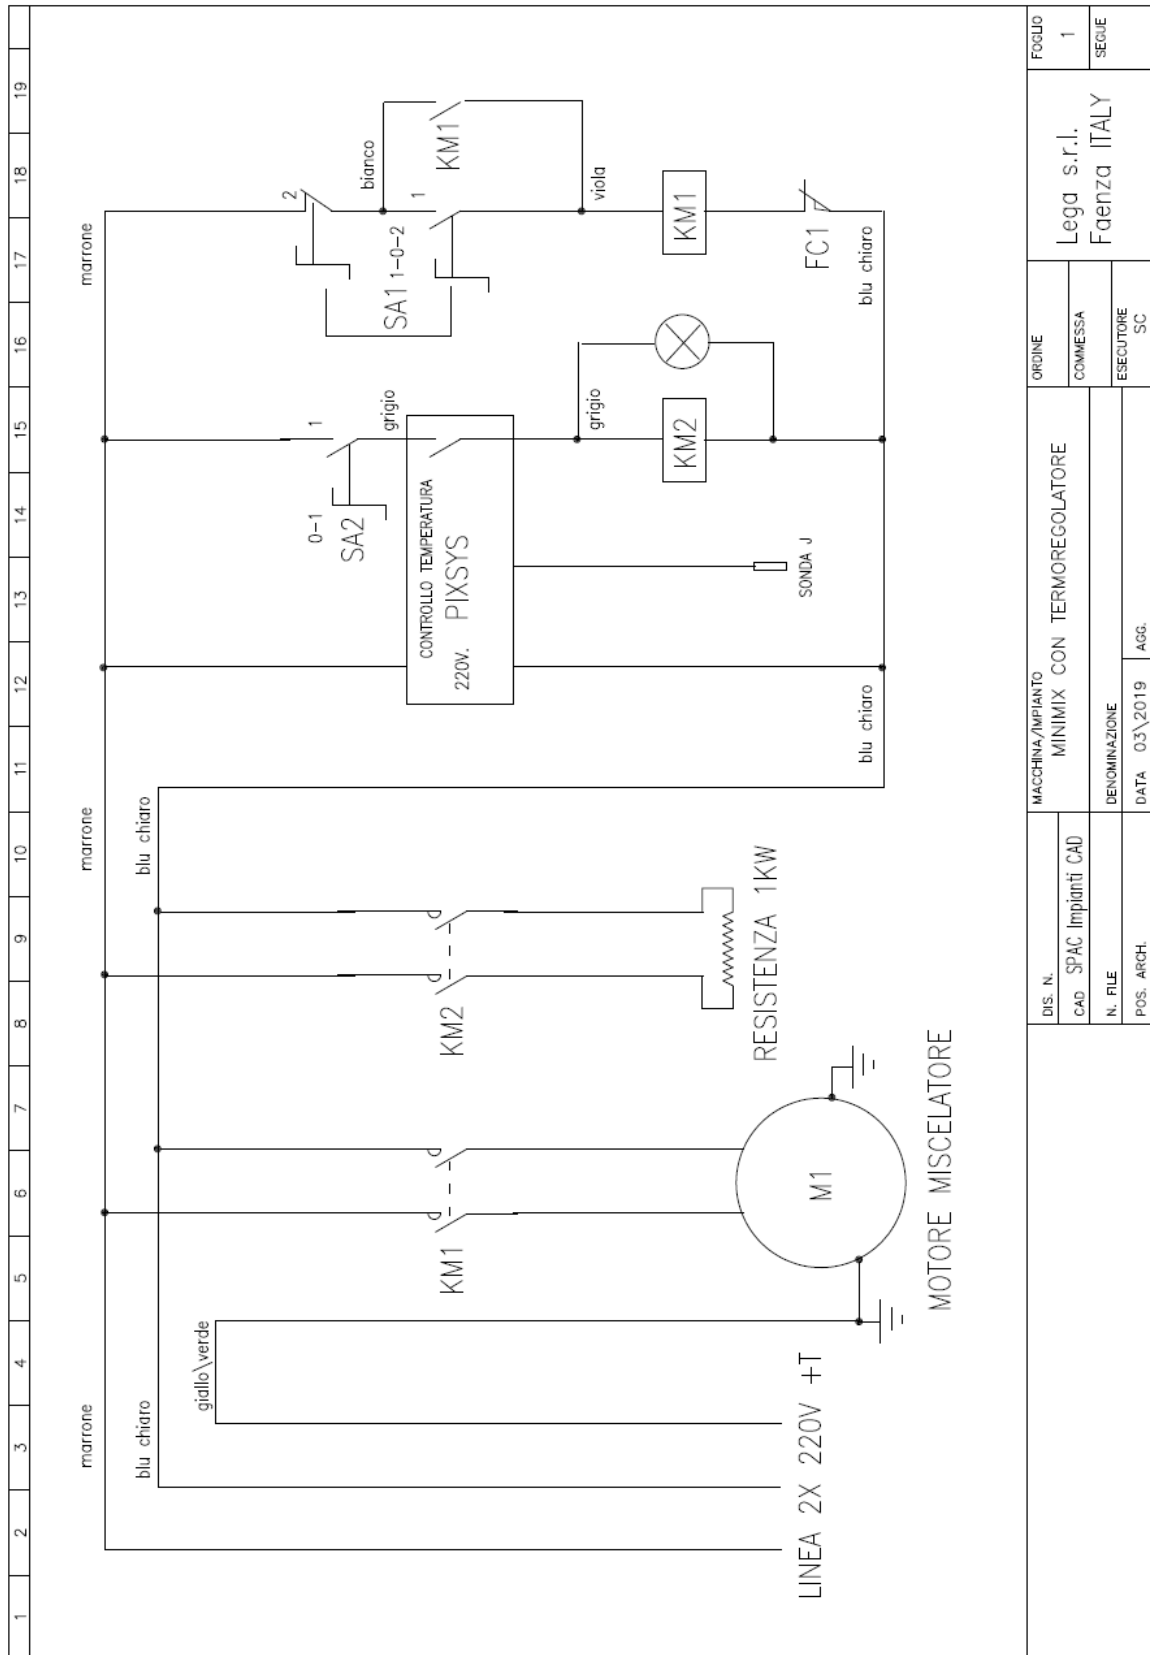 1 2 3 4 5 6 7 8 9 10 11 12 13 14 15 16 17 18 19
marrone
marrone
marrone
blu chiaro
blu chiaro
giallo\verde
bianco
2
1
KM1
SA1 1-0-2
viola
KM1
FC1
blu chiaro
1
grigio
0-1
SA2
grigio
KM2
CONTROLLO TEMPERATURA
220V. PIXSYS
SONDA J
blu chiaro
KM1
KM2
RESISTENZA 1KW
M1
MOTORE MISCELATORE
LINEA 2X 220V +T
DIS. N.
CAD SPAC Impianti CAD
N. FILE
POS. ARCH.
MACCHINA/IMPIANTO
MINIMIX CON TERMOREGOLATORE
DENOMINAZIONE
DATA 03\2019
AGG.
ORDINE
COMMESSA
ESECUTORE
SC
Lega s.r.l.
Faenza ITALY
FOGLIO
1
SEGUE